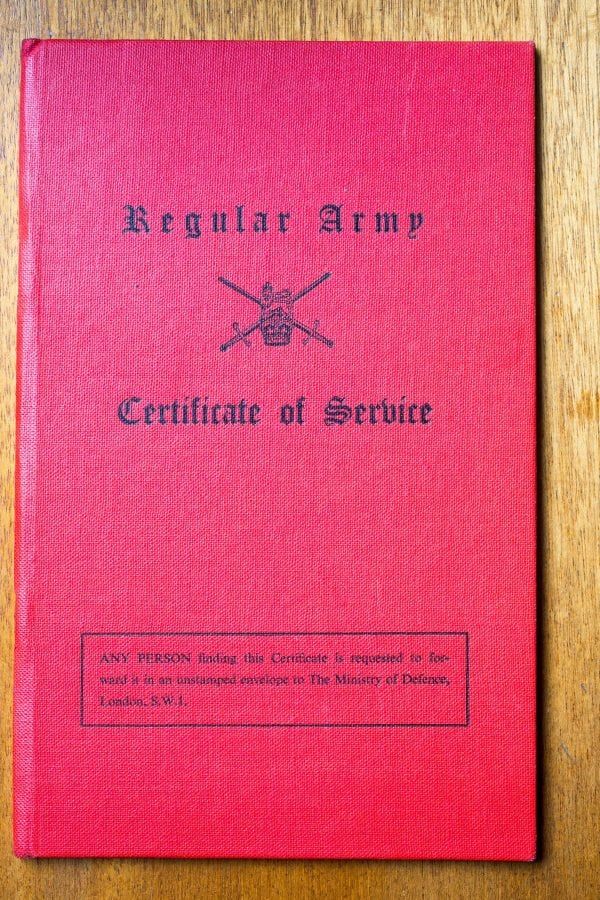 Regular Army
Certificate of Service
ANY PERSON finding this Certificate is requested to for-
ward it in an unstamped envelope to The Ministry of Defence,
London, S.W.1.